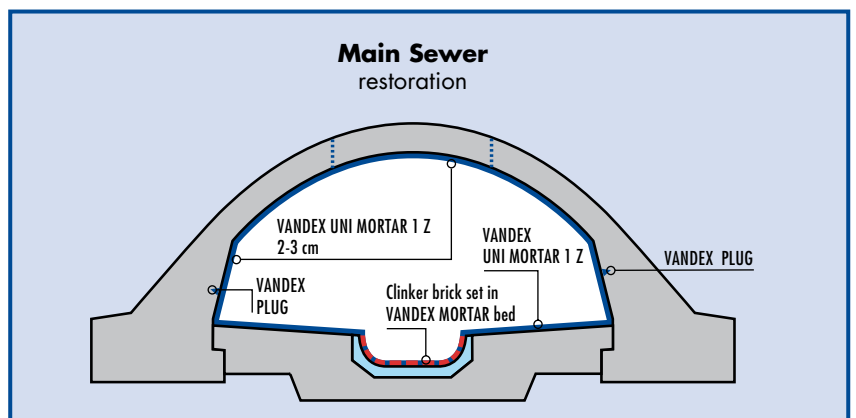 Main Sewer
restoration
VANDEX UNI MORTAR 1 Z
2-3 cm
VANDEX
UNI MORTAR 1 Z
VANDEX PLUG
VANDEX
PLUG
Clinker brick set in
VANDEX MORTAR bed